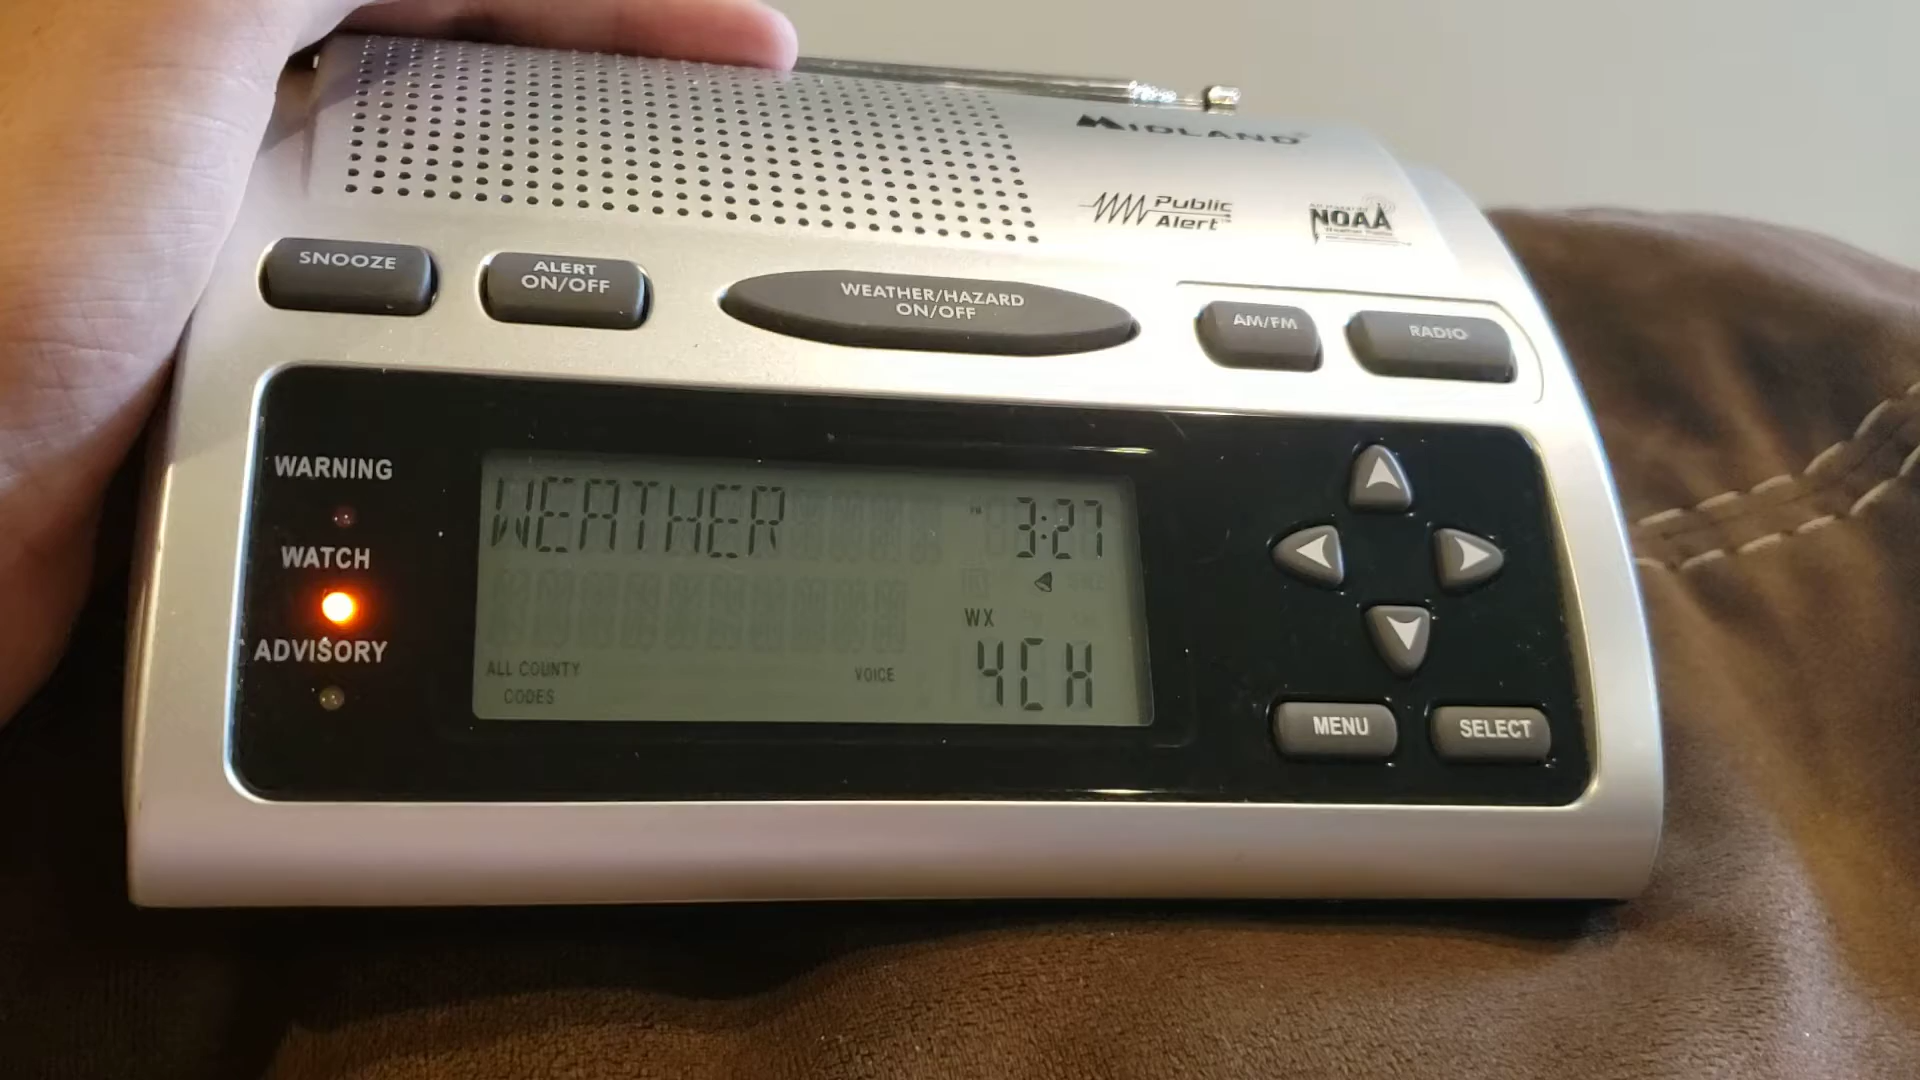 MIDLAND
Public
Alert
NOAA
SNOOZE
ALERT
ON/OFF
WEATHER/HAZARD
ON/OFF
AM/FM
RADIO
WARNING
WATCH
ADVISORY
WEATHER
PM 3:27
WX
4CH
ALL COUNTY
CODES
VOICE
MENU
SELECT